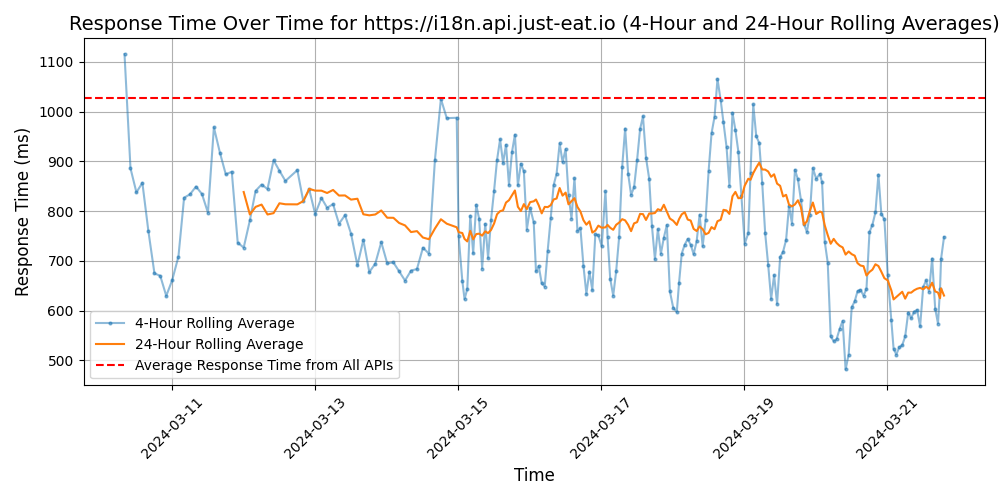 Response Time Over Time for https://i18n.api.just-eat.io (4-Hour and 24-Hour Rolling Averages)
Response Time (ms)
1100
1000
900
800
700
600
500
4-Hour Rolling Average
24-Hour Rolling Average
Average Response Time from All APIs
2024-03-11
2024-03-13
2024-03-15
2024-03-17
2024-03-19
2024-03-21
Time